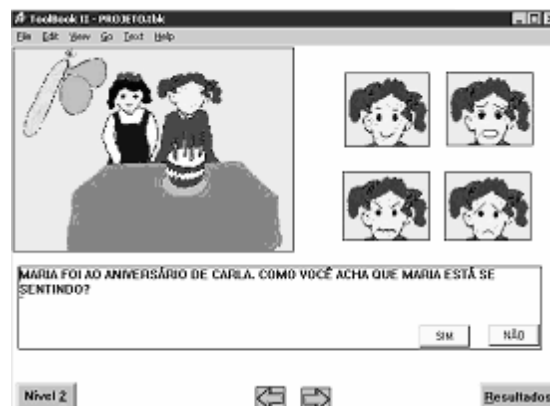 ToolBook II - PROJETO.tbk
File Edit View Go Text Help
MARIA FOI AO ANIVERSÁRIO DE CARLA. COMO VOCÊ ACHA QUE MARIA ESTÁ SE
SENTINDO?
SIM NÃO
Nível 2 Resultados